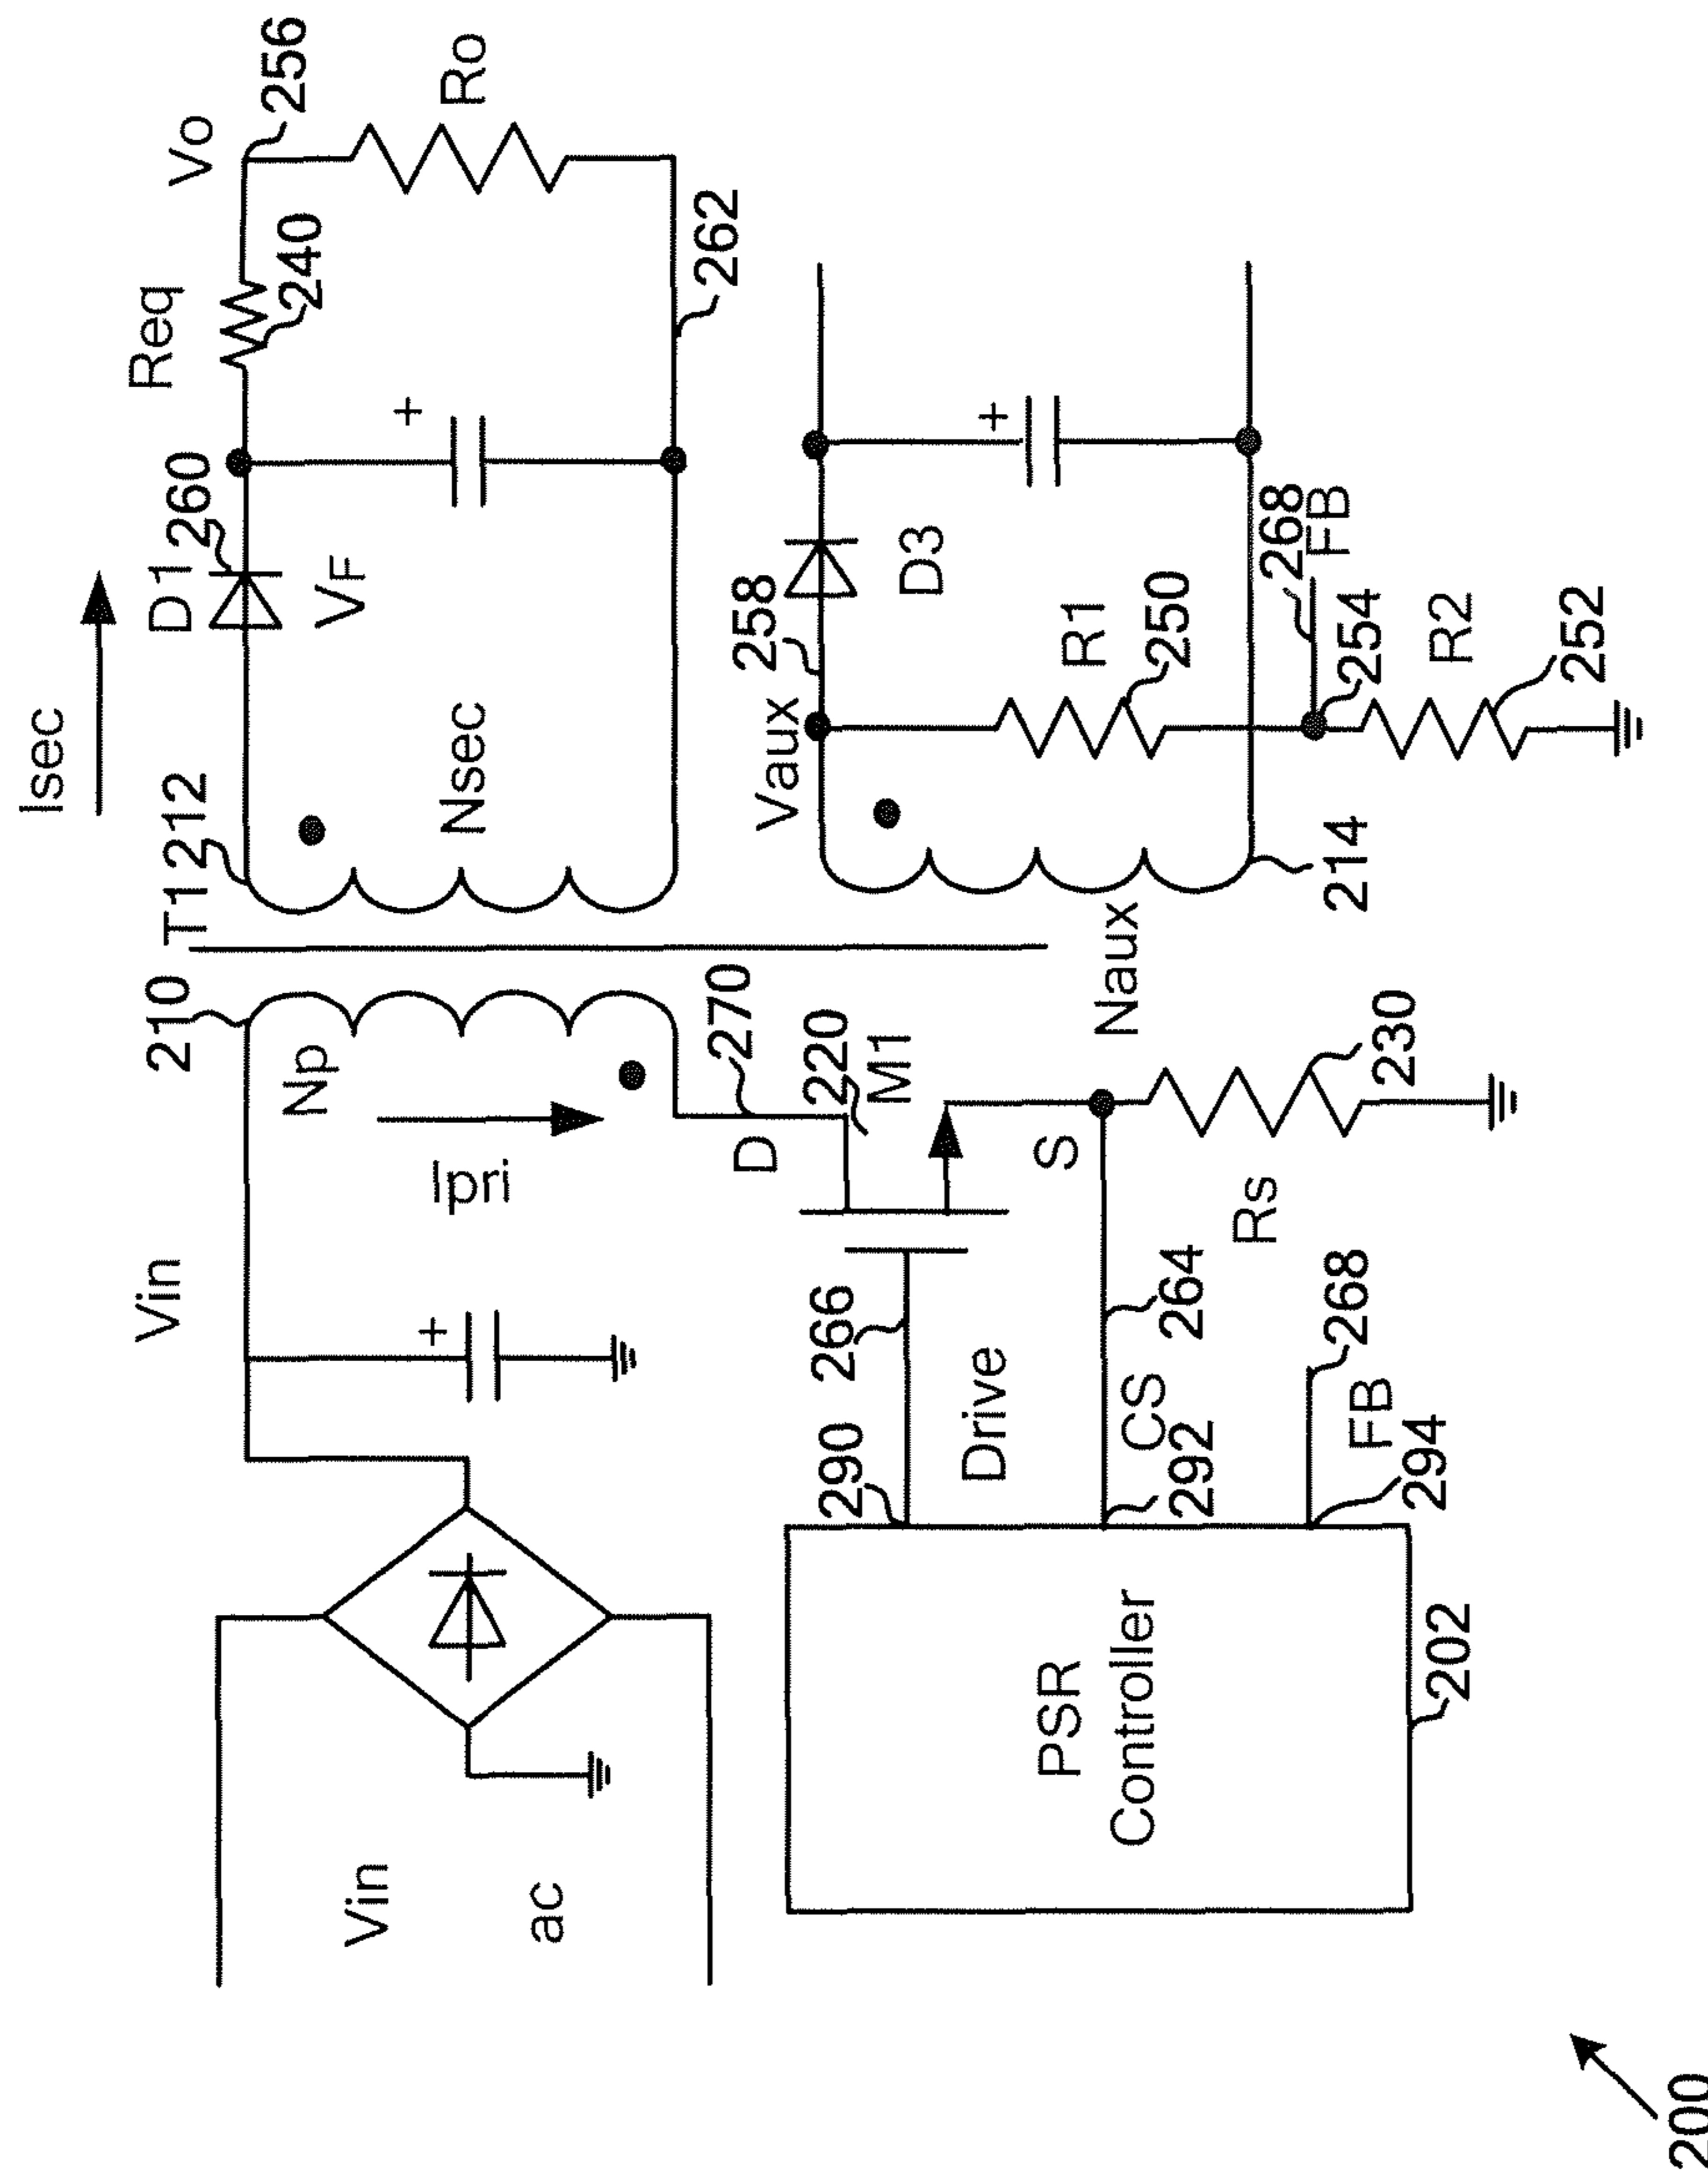 Isec
T1 212
D1 260
Req
240
Vo
256
Ro
VF
Nsec
262
210
Np
Ipri
Vin
Vin
ac
270
D
220
M1
S
Naux
Vaux
258
D3
R1
250
268
FB
254
R2
252
214
230
Rs
290
266
Drive
CS
292
264
268
FB
294
PSR
Controller
202
200